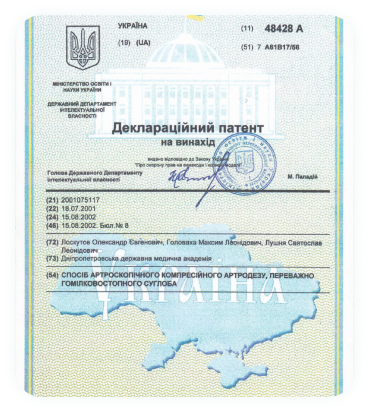 УКРАЇНА
(11) 48428 А
(19) (UA)
(51) 7 А61В17/56
МІНІСТЕРСТВО ОСВІТИ І
НАУКИ УКРАЇНИ
ДЕРЖАВНИЙ ДЕПАРТАМЕНТ
ІНТЕЛЕКТУАЛЬНОЇ
ВЛАСНОСТІ
Деклараційний патент
на винахід
видано відповідно до Закону України
"Про охорону прав на винаходи і корисні моделі"
Голова Державного Департаменту
інтелектуальної власності
М. Паладій
(21) 2001075117
(22) 18.07.2001
(24) 15.08.2002
(46) 15.08.2002. Бюл.№ 8
(72) Лоскутов Олександр Євгенович, Головаха Максим Леонідович, Лушня Святослав
Леонідович
(73) Дніпропетровська державна медична академія
(54) СПОСІБ АРТРОСКОПІЧНОГО КОМПРЕСІЙНОГО АРТРОДЕЗУ, ПЕРЕВАЖНО
ГОМІЛКОВОСТОПНОГО СУГЛОБА
Україна